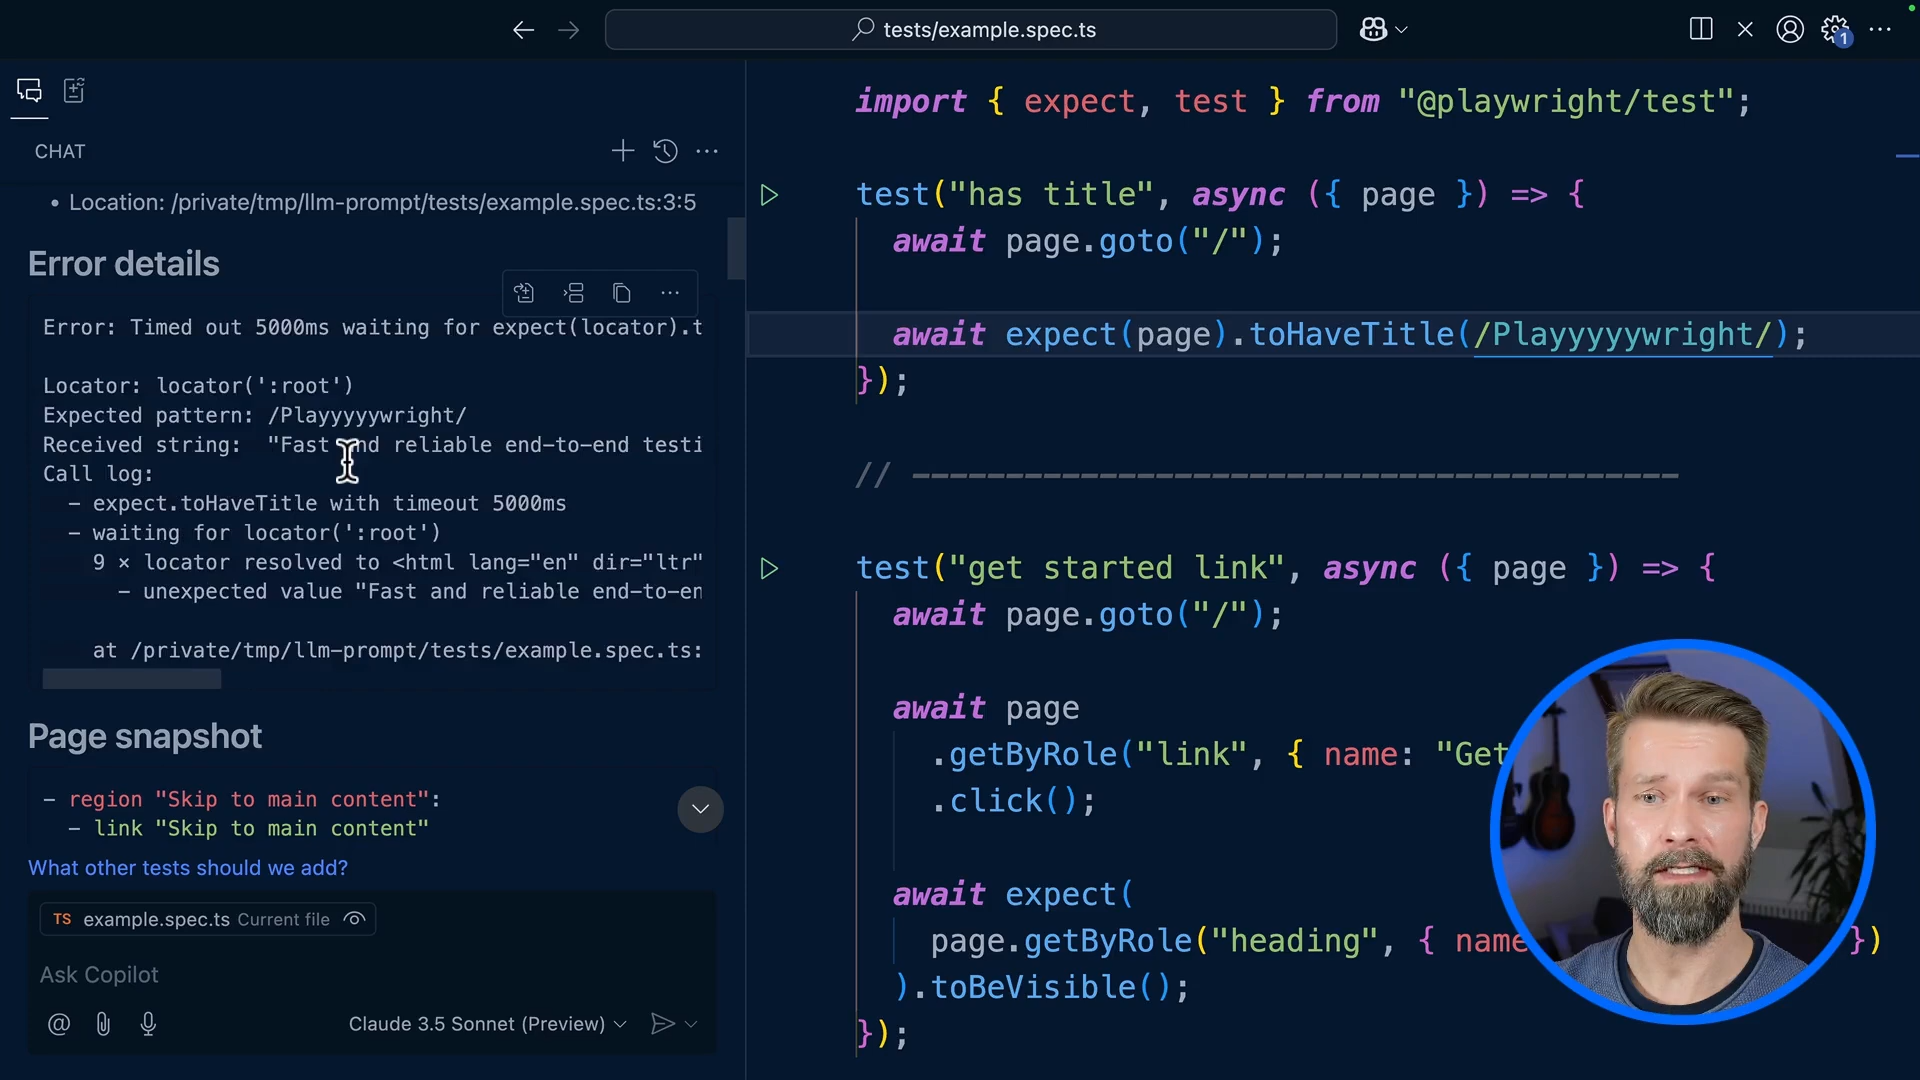 tests/example.spec.ts
1
CHAT
• Location: /private/tmp/llm-prompt/tests/example.spec.ts:3:5
Error details
Error: Timed out 5000ms waiting for expect(locator).t
Locator: locator(':root')
Expected pattern: /Playyyyywright/
Received string:  "Fast and reliable end-to-end testi
Call log:
– expect.toHaveTitle with timeout 5000ms
– waiting for locator(':root')
9 × locator resolved to <html lang="en" dir="ltr"
– unexpected value "Fast and reliable end-to-en
at /private/tmp/llm-prompt/tests/example.spec.ts:
Page snapshot
– region "Skip to main content":
– link "Skip to main content"
What other tests should we add?
TS example.spec.ts Current file
Ask Copilot
Claude 3.5 Sonnet (Preview)
import { expect, test } from "@playwright/test";
test("has title", async ({ page }) => {
await page.goto("/");
await expect(page).toHaveTitle(/Playyyyywright/);
});
// –––––––––––––––––––––––––––––––––––––––––
test("get started link", async ({ page }) => {
await page.goto("/");
await page
.getByRole("link", { name: "Get
.click();
await expect(
page.getByRole("heading", { name })
).toBeVisible();
});